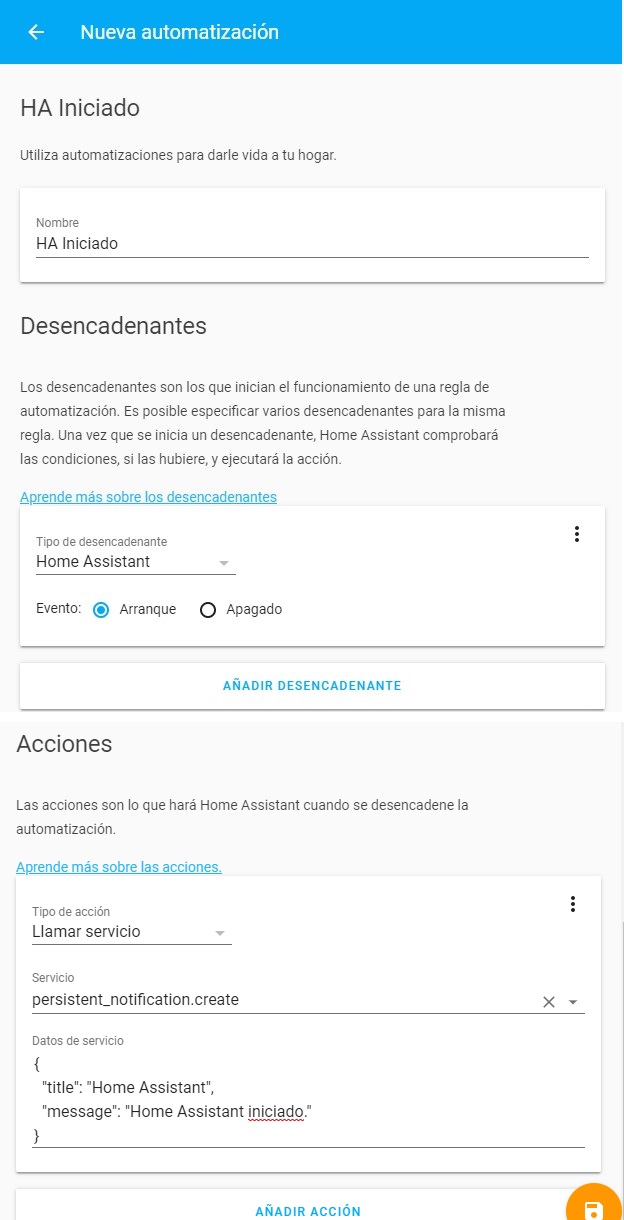 Nueva automatización
HA Iniciado
Utiliza automatizaciones para darle vida a tu hogar.
Nombre
HA Iniciado
Desencadenantes
Los desencadenantes son los que inician el funcionamiento de una regla de
automatización. Es posible especificar varios desencadenantes para la misma
regla. Una vez que se inicia un desencadenante, Home Assistant comprobará
las condiciones, si las hubiere, y ejecutará la acción.
Aprende más sobre los desencadenantes
Tipo de desencadenante
Home Assistant
Evento: Arranque Apagado
AÑADIR DESENCADENANTE
Acciones
Las acciones son lo que hará Home Assistant cuando se desencadene la
automatización.
Aprende más sobre las acciones.
Tipo de acción
Llamar servicio
Servicio
persistent_notification.create
Datos de servicio
{
"title": "Home Assistant",
"message": "Home Assistant iniciado."
}
AÑADIR ACCIÓN